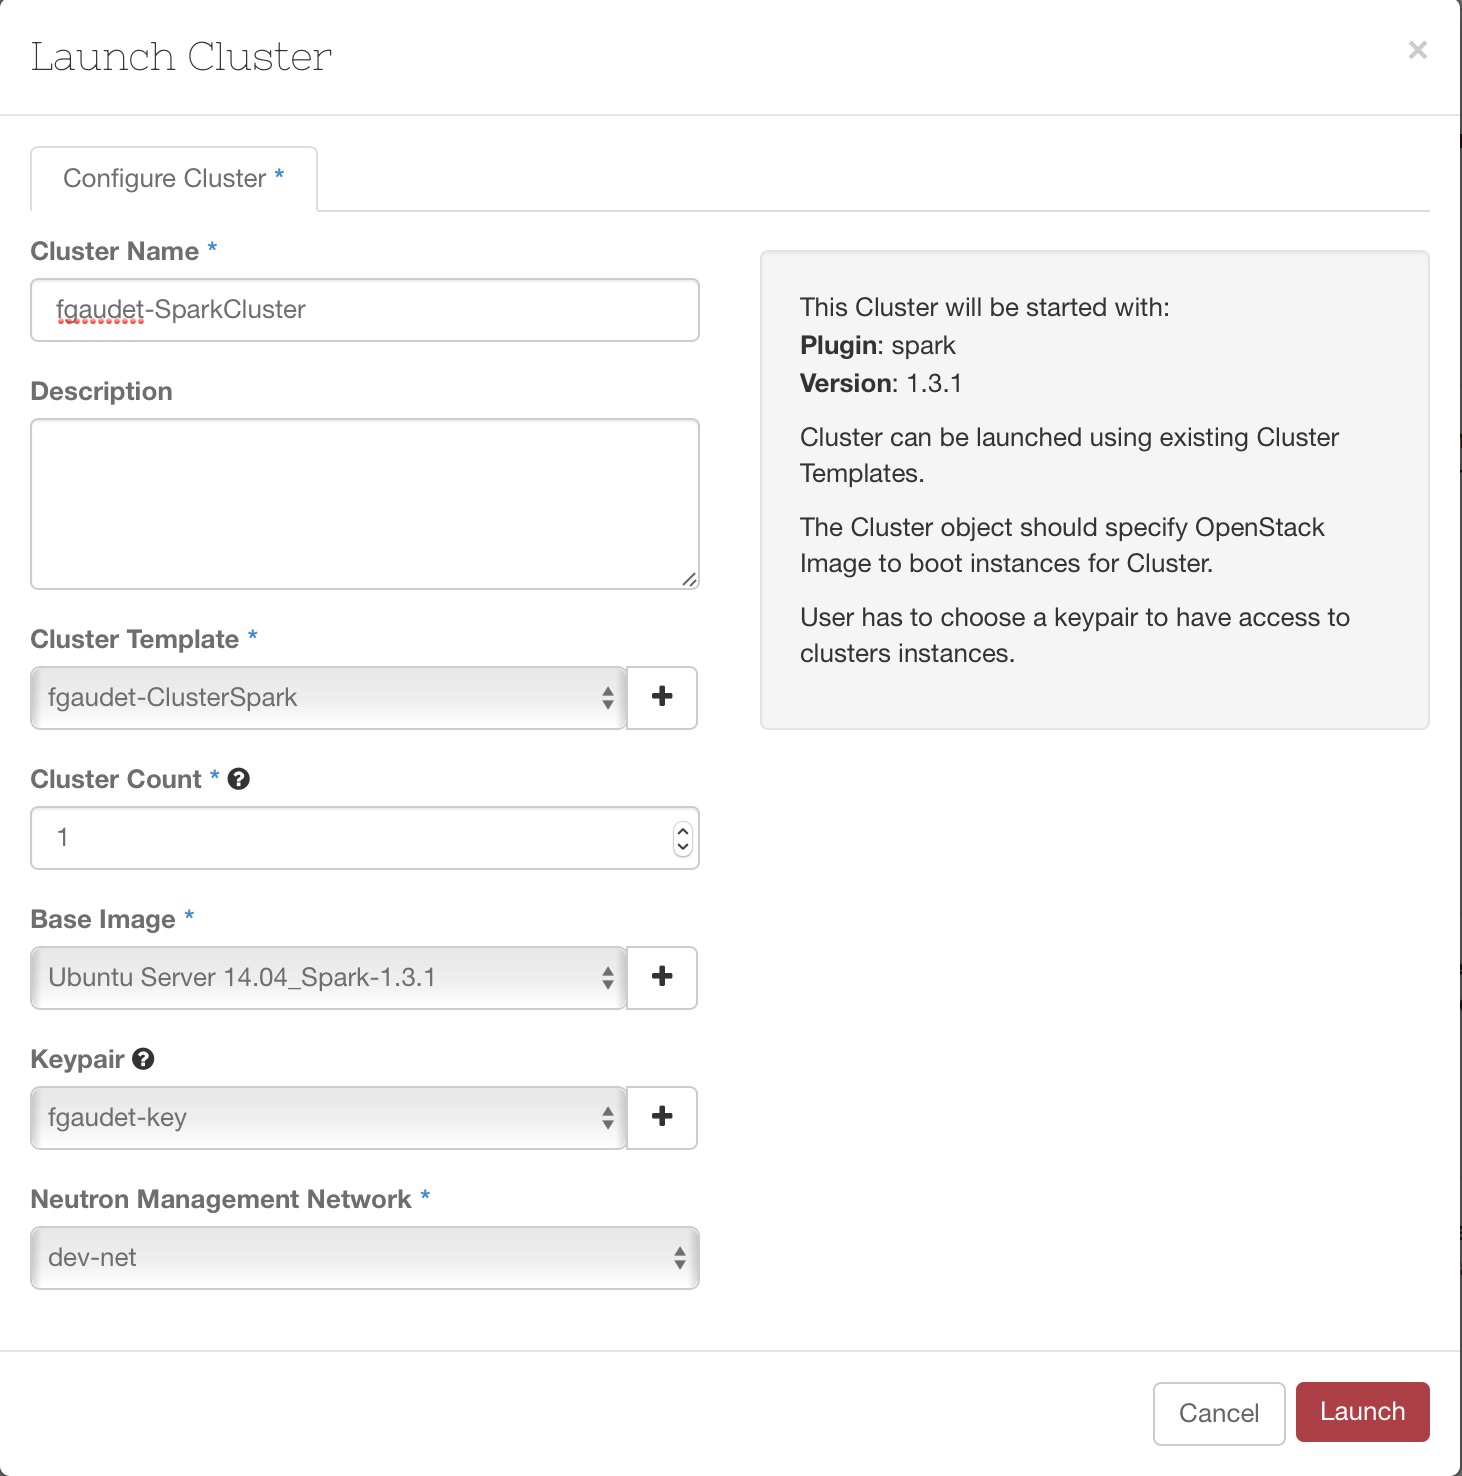 Launch Cluster
×
Configure Cluster *
Cluster Name *
fgaudet-SparkCluster
Description
Cluster Template *
fgaudet-ClusterSpark
Cluster Count *
1
Base Image *
Ubuntu Server 14.04_Spark-1.3.1
Keypair
fgaudet-key
Neutron Management Network *
dev-net
This Cluster will be started with:
Plugin: spark
Version: 1.3.1
Cluster can be launched using existing Cluster
Templates.
The Cluster object should specify OpenStack
Image to boot instances for Cluster.
User has to choose a keypair to have access to
clusters instances.
Cancel
Launch